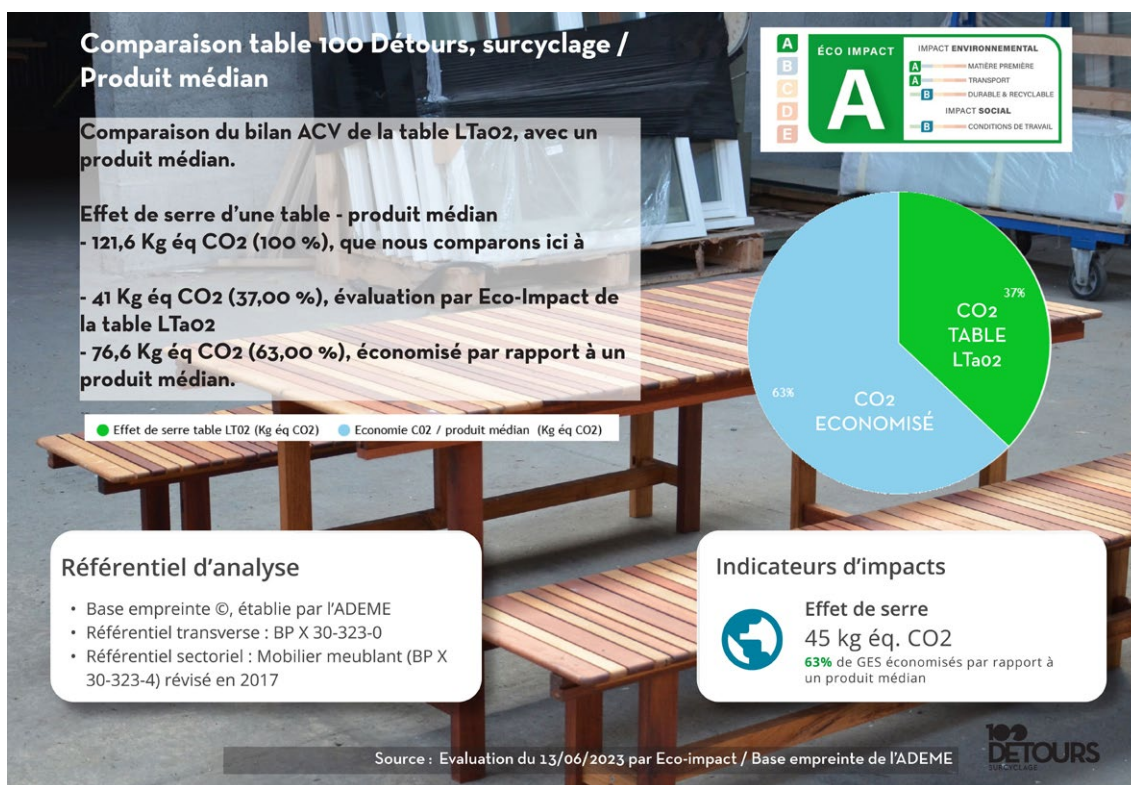 Comparaison table 100 Détours, surcyclage /
Produit médian
Comparaison du bilan ACV de la table LTa02, avec un
produit médian.
Effet de serre d'une table - produit médian
- 121,6 Kg éq CO2 (100 %), que nous comparons ici à
- 41 Kg éq CO2 (37,00 %), évaluation par Eco-Impact de
la table LTa02
- 76,6 Kg éq CO2 (63,00 %), économisé par rapport à un
produit médian.
● Effet de serre table LT02 (Kg éq CO2) ● Economie C02 / produit médian (Kg éq CO2)
A
B
C
D
E
ÉCO IMPACT
A
IMPACT ENVIRONNEMENTAL
A MATIÈRE PREMIÈRE
A TRANSPORT
B DURABLE & RECYCLABLE
IMPACT SOCIAL
B CONDITIONS DE TRAVAIL
37%
CO2
TABLE
LTa02
63%
CO2
ECONOMISÉ
Référentiel d'analyse
• Base empreinte ©, établie par l'ADEME
• Référentiel transverse : BP X 30-323-0
• Référentiel sectoriel : Mobilier meublant (BP X
30-323-4) révisé en 2017
Indicateurs d'impacts
Effet de serre
45 kg éq. CO2
63% de GES économisés par rapport à
un produit médian
Source : Evaluation du 13/06/2023 par Eco-impact / Base empreinte de l'ADEME
100
DÉTOURS
SURCYCLAGE